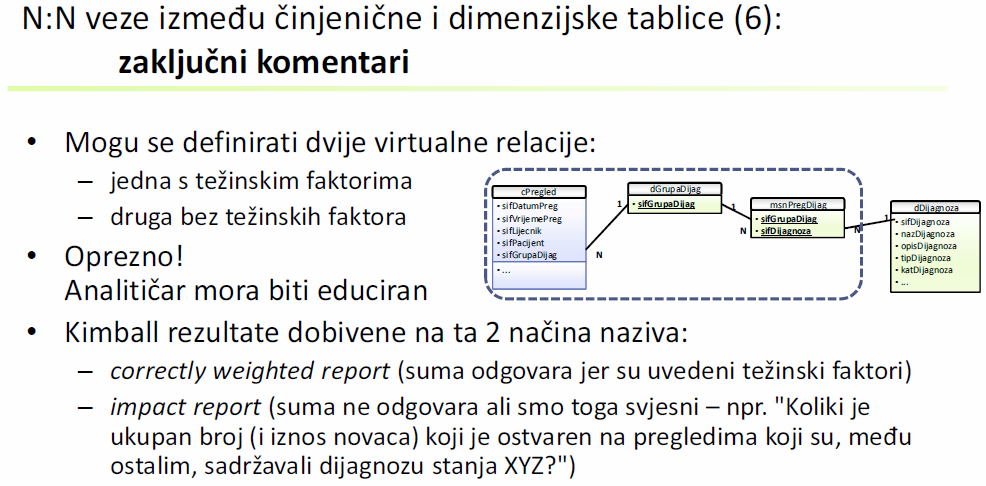 N:N veze između činjenične i dimenzijske tablice (6):
zaključni komentari
• Mogu se definirati dvije virtualne relacije:
– jedna s težinskim faktorima
– druga bez težinskih faktora
• Oprezno!
Analitičar mora biti educiran
cPregled
• sifDatumPreg
• sifVrijemePreg
• sifLijecnik
• sifPacijent
• sifGrupaDijag
• ...
N
1
dGrupaDijag
• sifGrupaDijag
1
N
msnPregDijag
• sifGrupaDijag
• sifDijagnoza
N
1
dDijagnoza
• sifDijagnoza
• nazDijagnoza
• opisDijagnoza
• tipDijagnoza
• katDijagnoza
• ...
• Kimball rezultate dobivene na ta 2 načina naziva:
– correctly weighted report (suma odgovara jer su uvedeni težinski faktori)
– impact report (suma ne odgovara ali smo toga svjesni – npr. "Koliki je
ukupan broj (i iznos novaca) koji je ostvaren na pregledima koji su, među
ostalim, sadržavali dijagnozu stanja XYZ?")